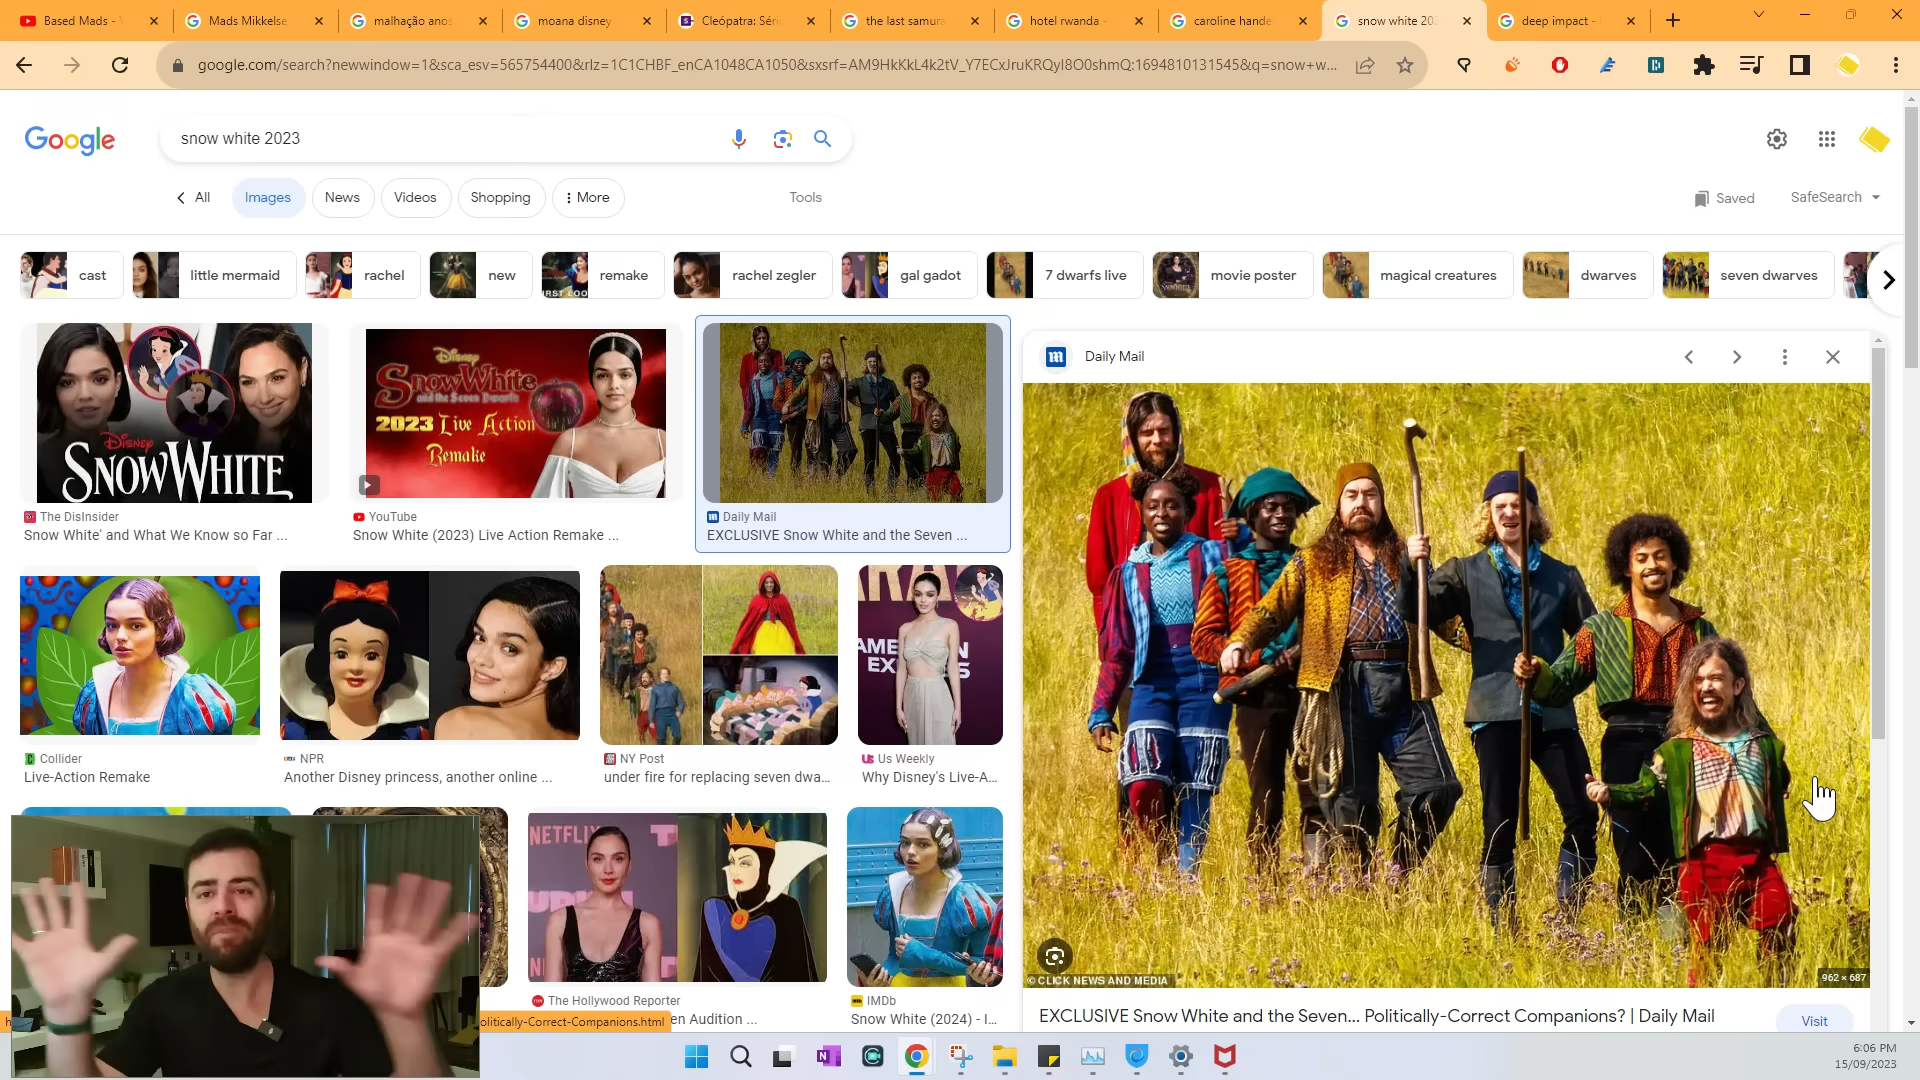 Based Mads -
Mads Mikkelse
malhação anos
moana disney
Cleópatra: Séri
the last samura
hotel rwanda -
caroline hande
snow white 202
deep impact -
google.com/search?newwindow=1&sca_esv=565754400&rlz=1C1CHBF_enCA1048CA1050&sxsrf=AM9HkKkL4k2tV_Y7ECxJruKRQyI8O0shmQ:1694810131545&q=snow+w...
Google
snow white 2023
All
Images
News
Videos
Shopping
More
Tools
Saved
SafeSearch
cast
little mermaid
rachel
new
remake
rachel zegler
gal gadot
7 dwarfs live
movie poster
magical creatures
dwarves
seven dwarves
Disney
SNOW WHITE
The DisInsider
Snow White' and What We Know so Far ...
Disney
Snow White
and the Seven Dwarfs
2023 Live Action
Remake
YouTube
Snow White (2023) Live Action Remake ...
Daily Mail
EXCLUSIVE Snow White and the Seven ...
Collider
Live-Action Remake
NPR
Another Disney princess, another online ...
NY Post
under fire for replacing seven dwa...
Us Weekly
Why Disney's Live-A...
NETFLIX
The Hollywood Reporter
en Audition ...
IMDb
Snow White (2024) - I...
olitically-Correct-Companions.html
Daily Mail
© CLICK NEWS AND MEDIA
962 × 687
EXCLUSIVE Snow White and the Seven... Politically-Correct Companions? | Daily Mail
Visit
6:06 PM
15/09/2023